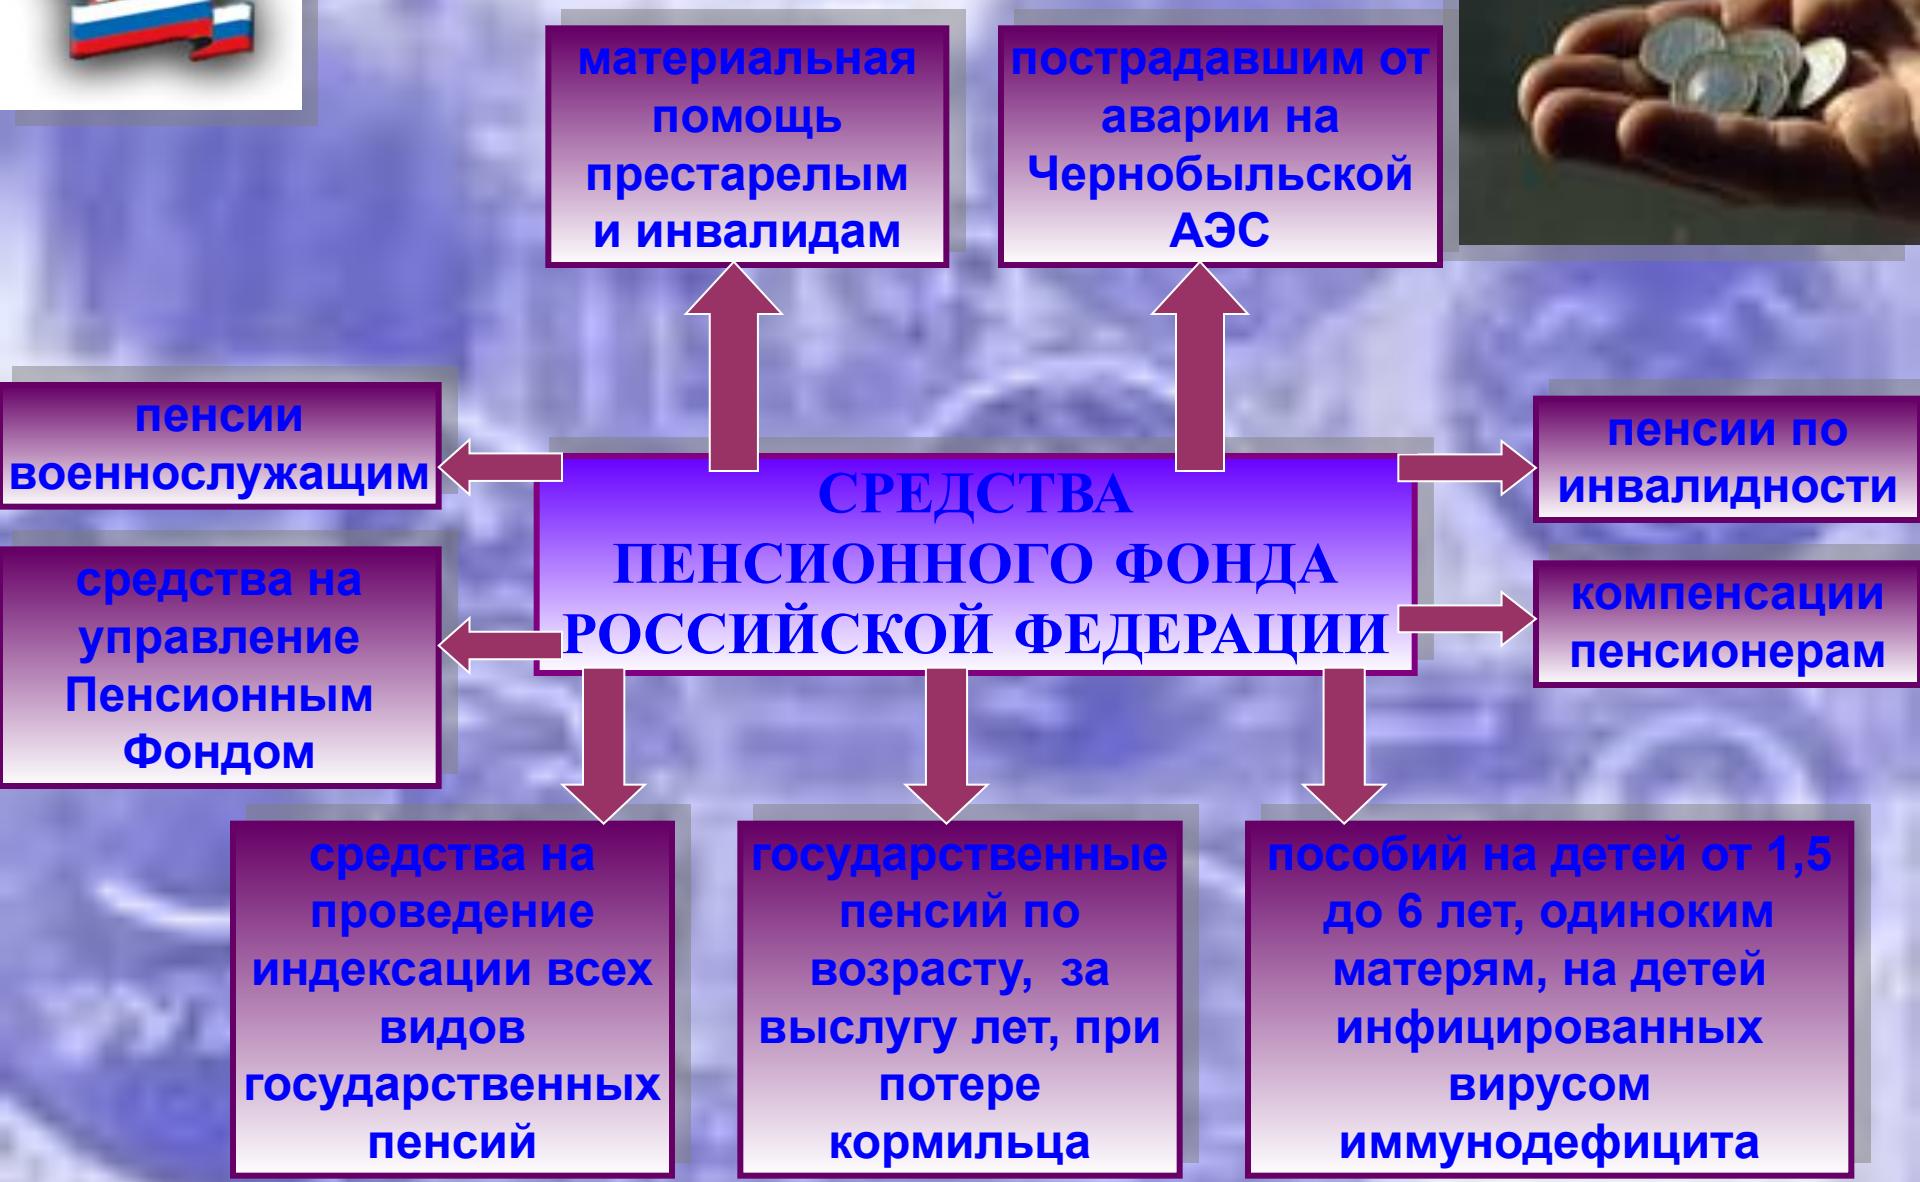 материальная
помощь
престарелым
и инвалидам
пострадавшим от
аварии на
Чернобыльской
АЭС
пенсии
военнослужащим
СРЕДСТВА
ПЕНСИОННОГО ФОНДА
РОССИЙСКОЙ ФЕДЕРАЦИИ
пенсии по
инвалидности
средства на
управление
Пенсионным
Фондом
компенсации
пенсионерам
средства на
проведение
индексации всех
видов
государственных
пенсий
государственные
пенсий по
возрасту, за
выслугу лет, при
потере
кормильца
пособий на детей от 1,5
до 6 лет, одиноким
матерям, на детей
инфицированных
вирусом
иммунодефицита